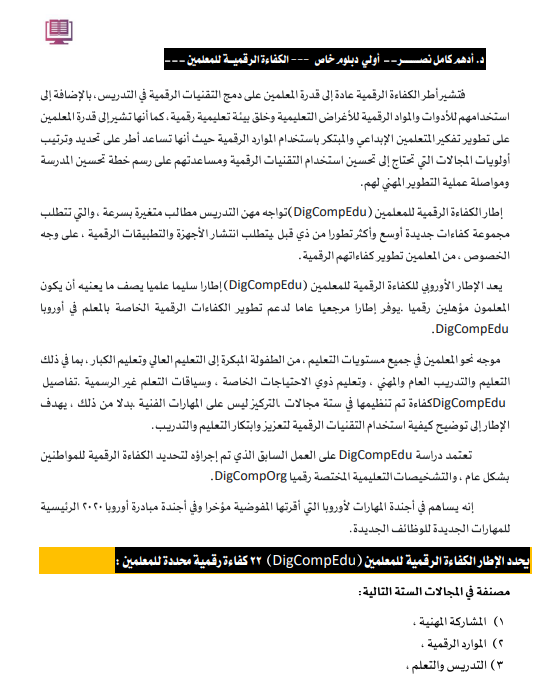 د. أدهم كامل نصــــر-- أولي دبلوم خاص --- الكفاءة الرقميــة للمعلمين ---
فتشير أطر الكفاءة الرقمية عادة إلى قدرة المعلمين على دمج التقنيات الرقمية في التدريس، بالإضافة إلى
استخدامهم للأدوات والمواد الرقمية للأغراض التعليمية وخلق بيئة تعليمية رقمية ، كما أنها تشير إلى قدرة المعلمين
على تطوير تفكير المتعلمين الإبداعي والمبتكر باستخدام الموارد الرقمية حيث أنها تساعد أطر على تحديد وترتيب
أولويات المجالات التي تحتاج إلى تحسين استخدام التقنيات الرقمية ومساعدتهم على رسم خطة تحسين المدرسة
ومواصلة عملية التطوير المهني لهم.
إطار الكفاءة الرقمية للمعلمين (DigCompEdu)تواجه مهن التدريس مطالب متغيرة بسرعة ، والتي تتطلب
مجموعة كفاءات جديدة أوسع وأكثر تطورا من ذي قبل .يتطلب انتشار الأجهزة والتطبيقات الرقمية ، على وجه
الخصوص ، من المعلمين تطوير كفاءاتهم الرقمية.
يعد الإطار الأوروبي للكفاءة الرقمية للمعلمين (DigCompEdu) إطارا سليما علميا يصف ما يعنيه أن يكون
المعلمون مؤهلين رقميا .يوفر إطارا مرجعيا عاما لدعم تطوير الكفاءات الرقمية الخاصة بالمعلم في أوروبا
DigCompEdu.
موجه نحو المعلمين في جميع مستويات التعليم ، من الطفولة المبكرة إلى التعليم العالي وتعليم الكبار ، بما في ذلك
التعليم والتدريب العام والمهني ، وتعليم ذوي الاحتياجات الخاصة ، وسياقات التعلم غير الرسمية .تفاصيل
DigCompEduكفاءة تم تنظيمها في ستة مجالات .التركيز ليس على المهارات الفنية .بدلا من ذلك ، يهدف
الإطار إلى توضيح كيفية استخدام التقنيات الرقمية لتعزيز وابتكار التعليم والتدريب.
تعتمد دراسة DigCompEdu على العمل السابق الذي تم إجراؤه لتحديد الكفاءة الرقمية للمواطنين
بشكل عام ، والتشخيصات التعليمية المختصة رقميا DigCompOrg.
إنه يساهم في أجندة المهارات لأوروبا التي أقرتها المفوضية مؤخرا وفي أجندة مبادرة أوروبا ٢٠٢٠ الرئيسية
للمهارات الجديدة للوظائف الجديدة.
يحدد الإطار الكفاءة الرقمية للمعلمين (DigCompEdu) ٢٢ كفاءة رقمية محددة للمعلمين :
مصنفة في المجالات الستة التالية:
١) المشاركة المهنية ،
٢) الموارد الرقمية ،
٣) التدريس والتعلم ،